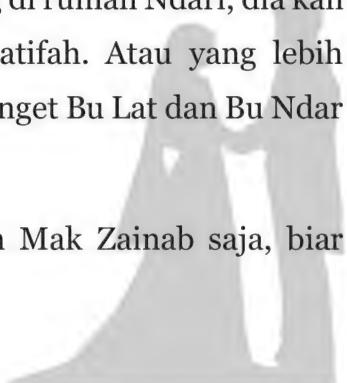 di rumah Ndari, dia kan
atifah. Atau yang lebih
nget Bu Lat dan Bu Ndar
Mak Zainab saja, biar